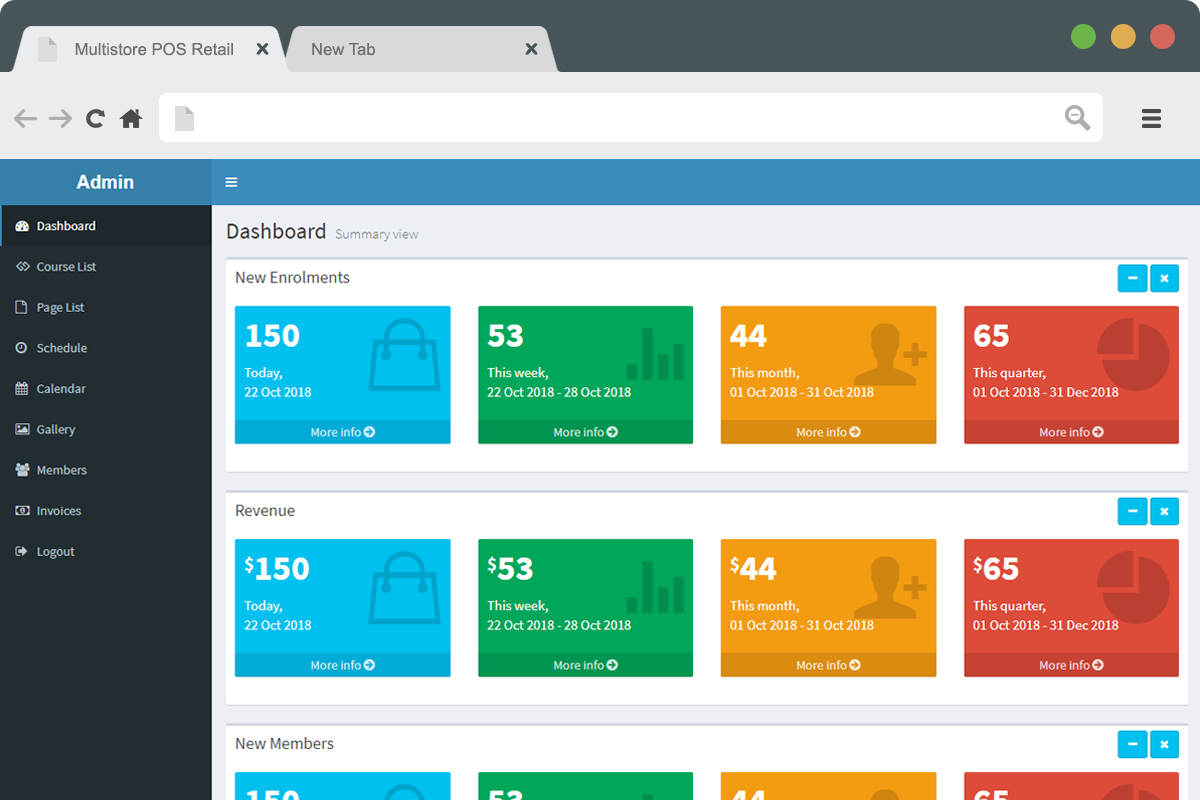 Multistore POS Retail
New Tab
Admin
Dashboard
Course List
Page List
Schedule
Calendar
Gallery
Members
Invoices
Logout
Dashboard Summary view
New Enrolments
150
Today,
22 Oct 2018
More info
53
This week,
22 Oct 2018 - 28 Oct 2018
More info
44
This month,
01 Oct 2018 - 31 Oct 2018
More info
65
This quarter,
01 Oct 2018 - 31 Dec 2018
More info
Revenue
$150
Today,
22 Oct 2018
More info
$53
This week,
22 Oct 2018 - 28 Oct 2018
More info
$44
This month,
01 Oct 2018 - 31 Oct 2018
More info
$65
This quarter,
01 Oct 2018 - 31 Dec 2018
More info
New Members
150
53
44
65